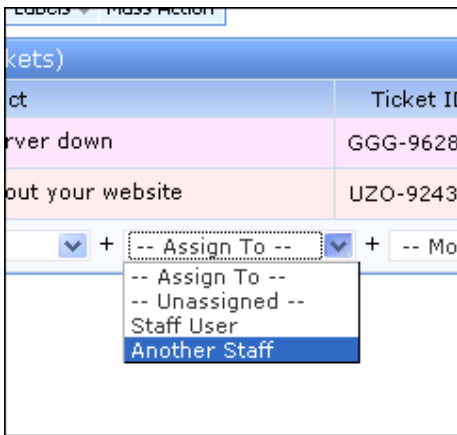 Labels Mass Action
kets)
ct Ticket ID
rver down GGG-9628
out your website UZO-9243
+ -- Assign To -- + -- Mo
-- Assign To --
-- Unassigned --
Staff User
Another Staff